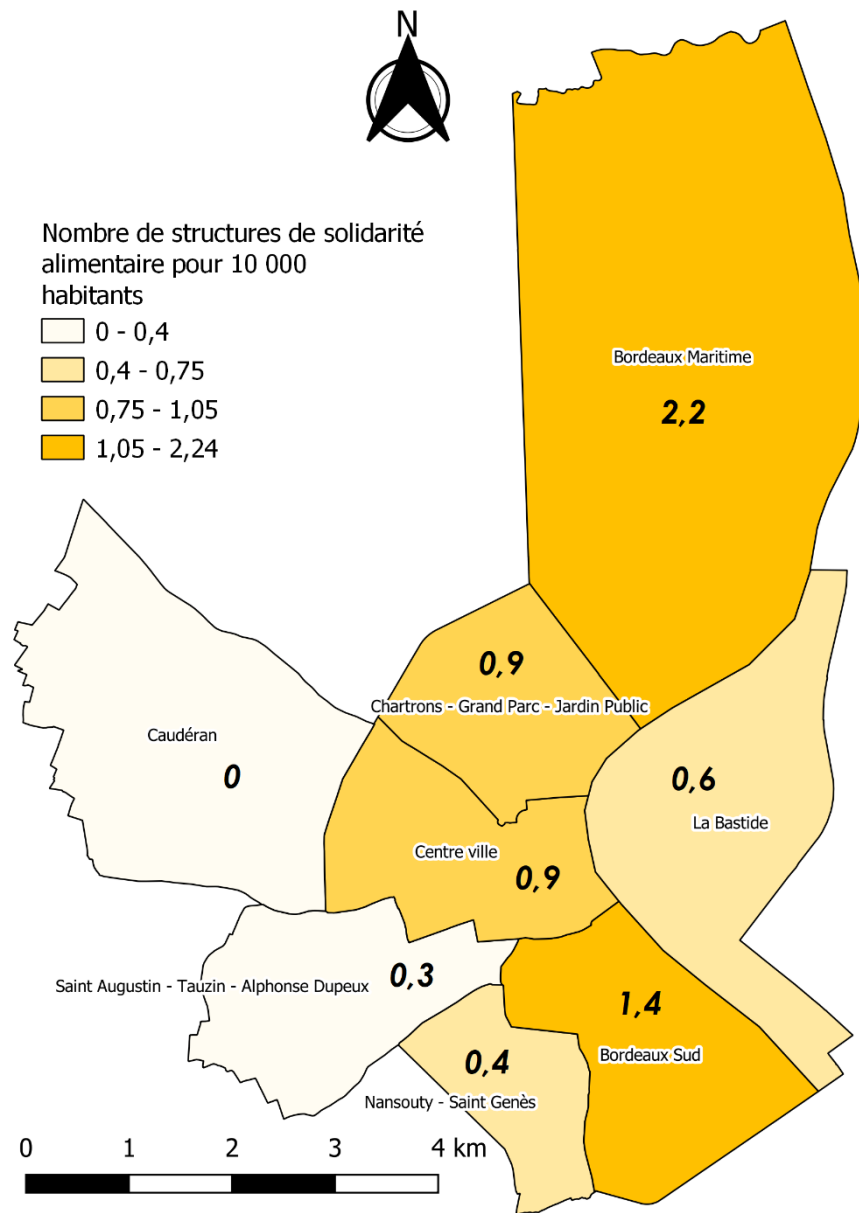 N
Nombre de structures de solidarité
alimentaire pour 10 000
habitants
0 - 0,4
0,4 - 0,75
0,75 - 1,05
1,05 - 2,24
Bordeaux Maritime
2,2
0,9
Chartrons - Grand Parc - Jardin Public
Caudéran
0
0,6
La Bastide
Centre ville
0,9
Saint Augustin - Tauzin - Alphonse Dupeux
0,3
1,4
Bordeaux Sud
0,4
Nansouty - Saint Genès
0 1 2 3 4 km